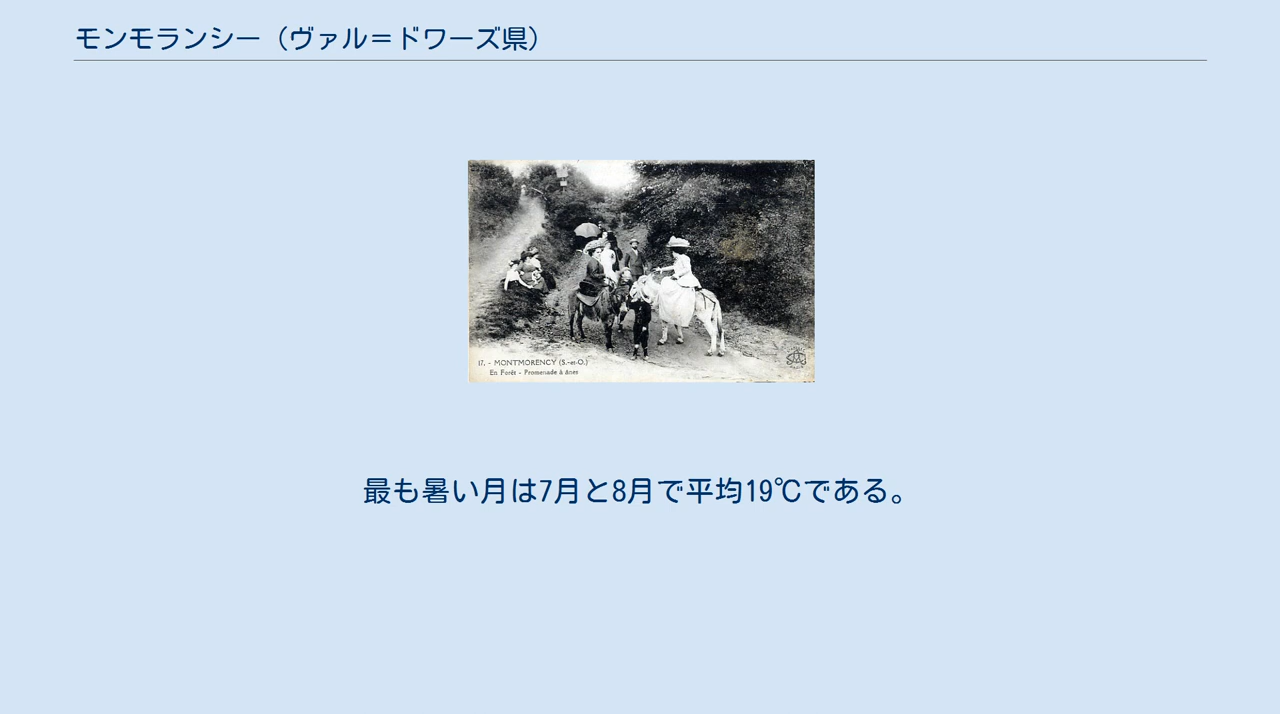 モンモランシー（ヴァル＝ドワーズ県）
17. - MONTMORENCY (S.-et-O.)
En Forêt - Promenade à ânes
最も暑い月は7月と8月で平均19℃である。